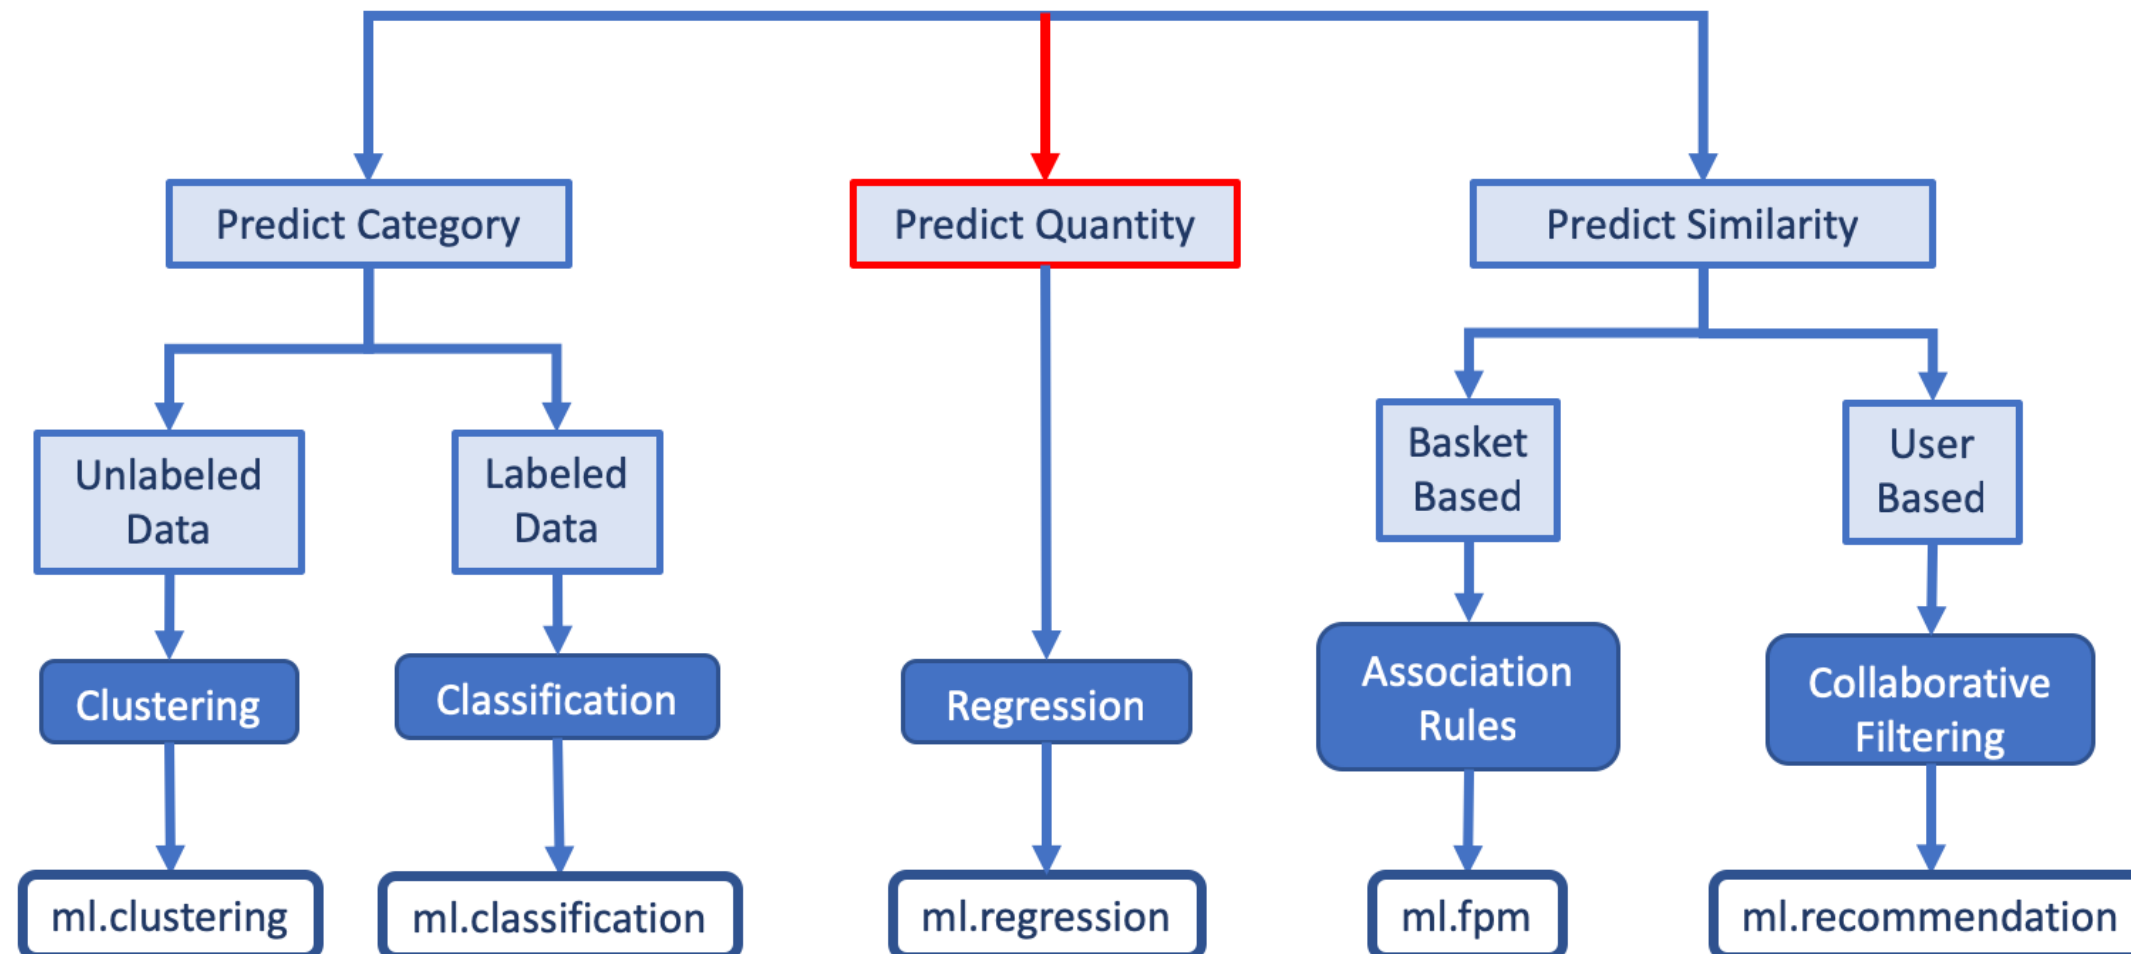 Predict Category
Predict Quantity
Predict Similarity
Unlabeled
Data
Labeled
Data
Basket
Based
User
Based
Clustering
Classification
Regression
Association
Rules
Collaborative
Filtering
ml.clustering
ml.classification
ml.regression
ml.fpm
ml.recommendation